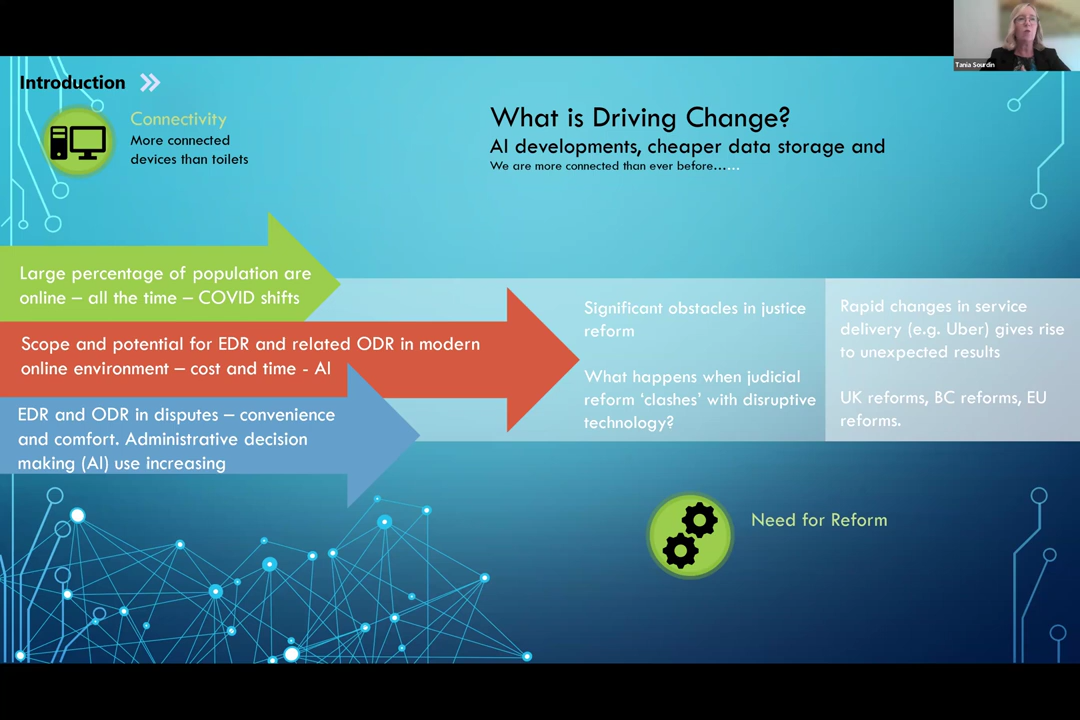 Tania Sourdin
Introduction
Connectivity
More connected
devices than toilets
What is Driving Change?
AI developments, cheaper data storage and
We are more connected than ever before……
Large percentage of population are
online – all the time – COVID shifts
Scope and potential for EDR and related ODR in modern
online environment – cost and time - AI
EDR and ODR in disputes – convenience
and comfort. Administrative decision
making (AI) use increasing
Significant obstacles in justice
reform
What happens when judicial
reform ‘clashes’ with disruptive
technology?
Rapid changes in service
delivery (e.g. Uber) gives rise
to unexpected results
UK reforms, BC reforms, EU
reforms.
Need for Reform